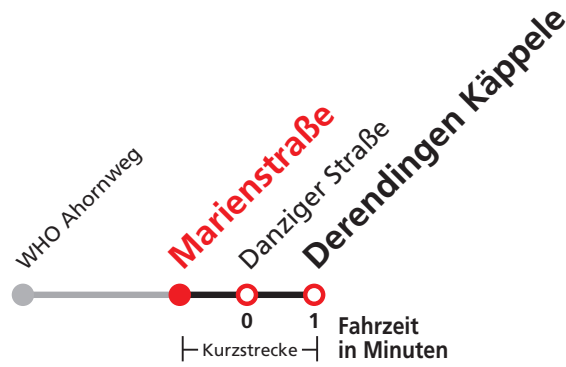 WHO Ahornweg
Marienstraße
Danziger Straße
Derendingen Käppele
0
1
Fahrzeit
in Minuten
Kurzstrecke